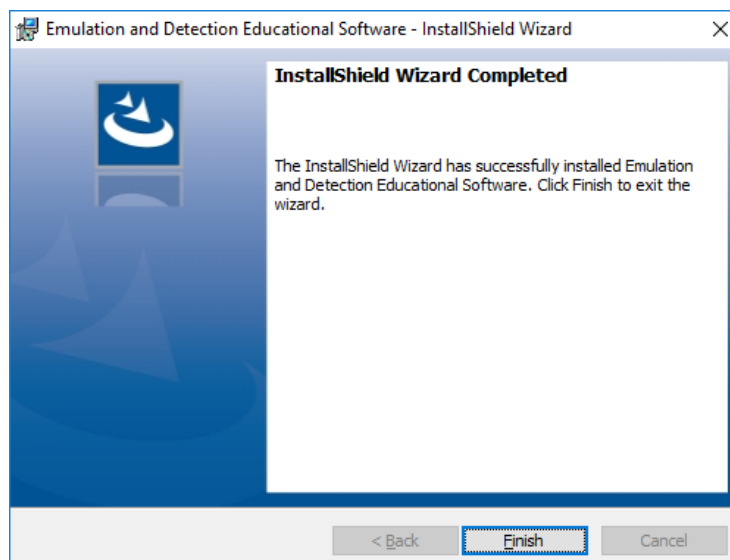 Emulation and Detection Educational Software - InstallShield Wizard
InstallShield Wizard Completed
The InstallShield Wizard has successfully installed Emulation
and Detection Educational Software. Click Finish to exit the
wizard.
< Back
Finish
Cancel